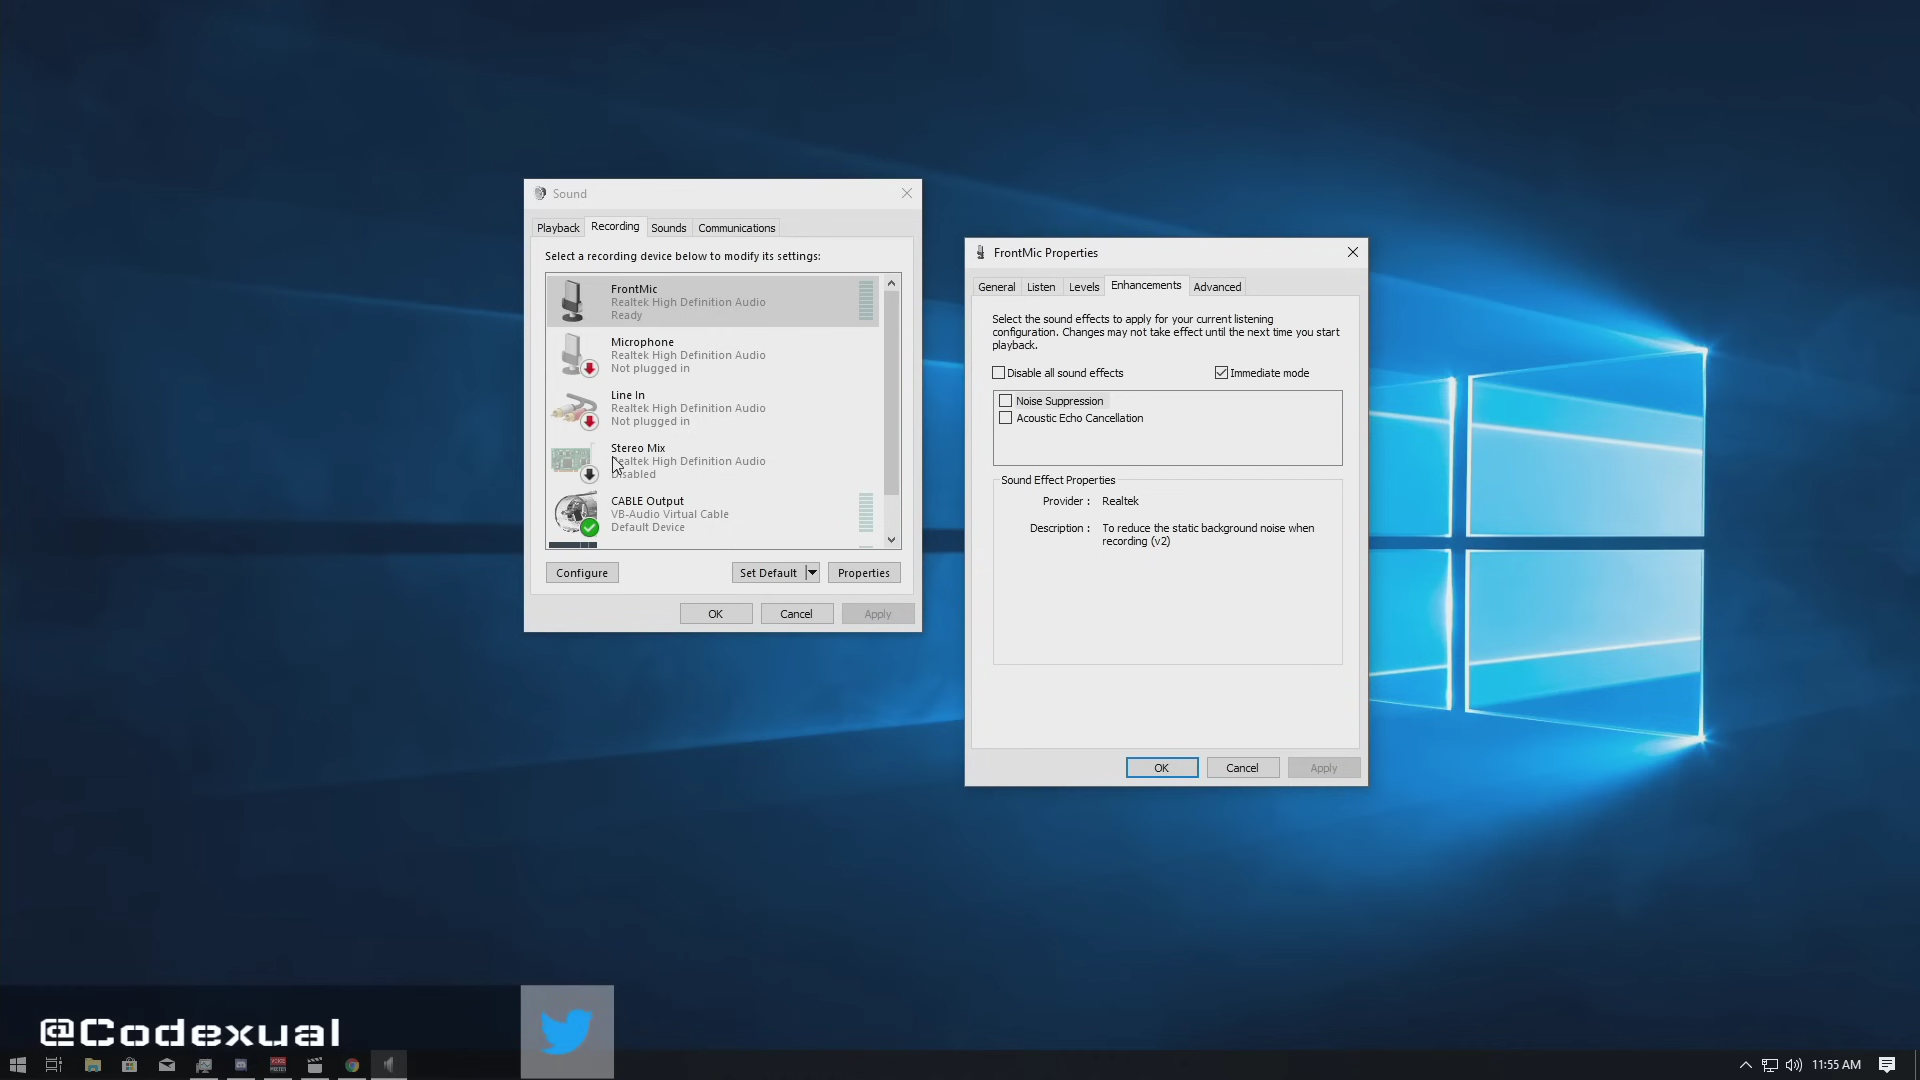 Sound
Playback
Recording
Sounds
Communications
Select a recording device below to modify its settings:
FrontMic
Realtek High Definition Audio
Ready
Microphone
Realtek High Definition Audio
Not plugged in
Line In
Realtek High Definition Audio
Not plugged in
Stereo Mix
Realtek High Definition Audio
Disabled
CABLE Output
VB-Audio Virtual Cable
Default Device
Configure
Set Default
Properties
OK
Cancel
Apply
FrontMic Properties
General
Listen
Levels
Enhancements
Advanced
Select the sound effects to apply for your current listening
configuration. Changes may not take effect until the next time you start
playback.
Disable all sound effects
Immediate mode
Noise Suppression
Acoustic Echo Cancellation
Sound Effect Properties
Provider : Realtek
Description : To reduce the static background noise when
recording (v2)
OK
Cancel
Apply
@Codexual
11:55 AM